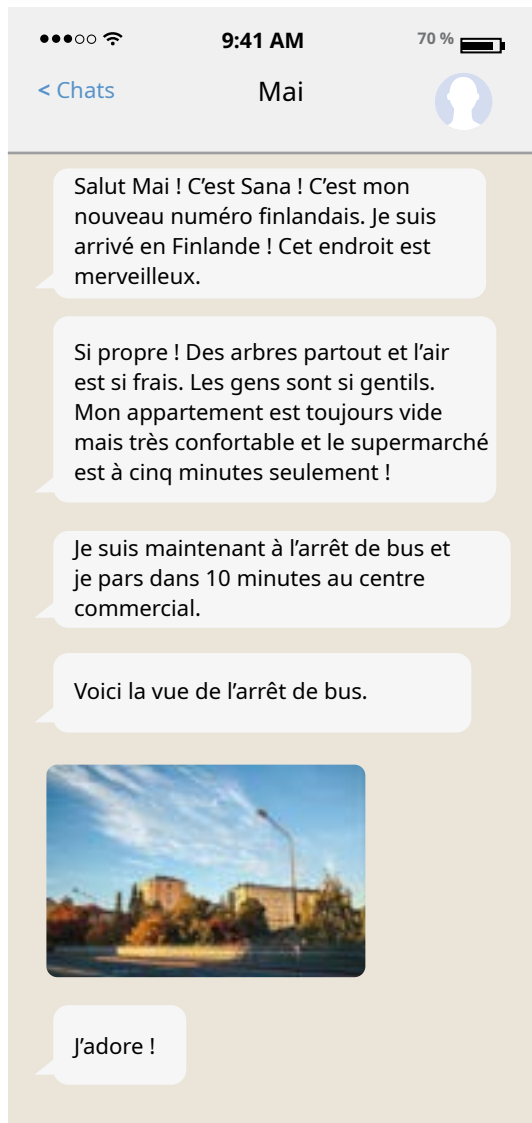 9:41 AM
70 %
< Chats
Mai
Salut Mai ! C’est Sana ! C’est mon
nouveau numéro finlandais. Je suis
arrivé en Finlande ! Cet endroit est
merveilleux.
Si propre ! Des arbres partout et l’air
est si frais. Les gens sont si gentils.
Mon appartement est toujours vide
mais très confortable et le supermarché
est à cinq minutes seulement !
Je suis maintenant à l’arrêt de bus et
je pars dans 10 minutes au centre
commercial.
Voici la vue de l’arrêt de bus.
J’adore !